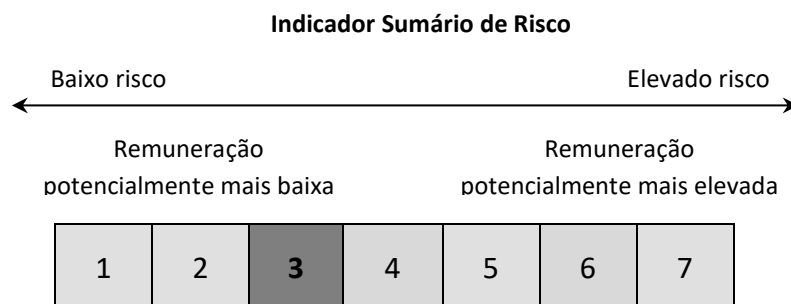 Indicador Sumário de Risco
Baixo risco Elevado risco
Remuneração Remuneração
potencialmente mais baixa potencialmente mais elevada
1 2 3 4 5 6 7